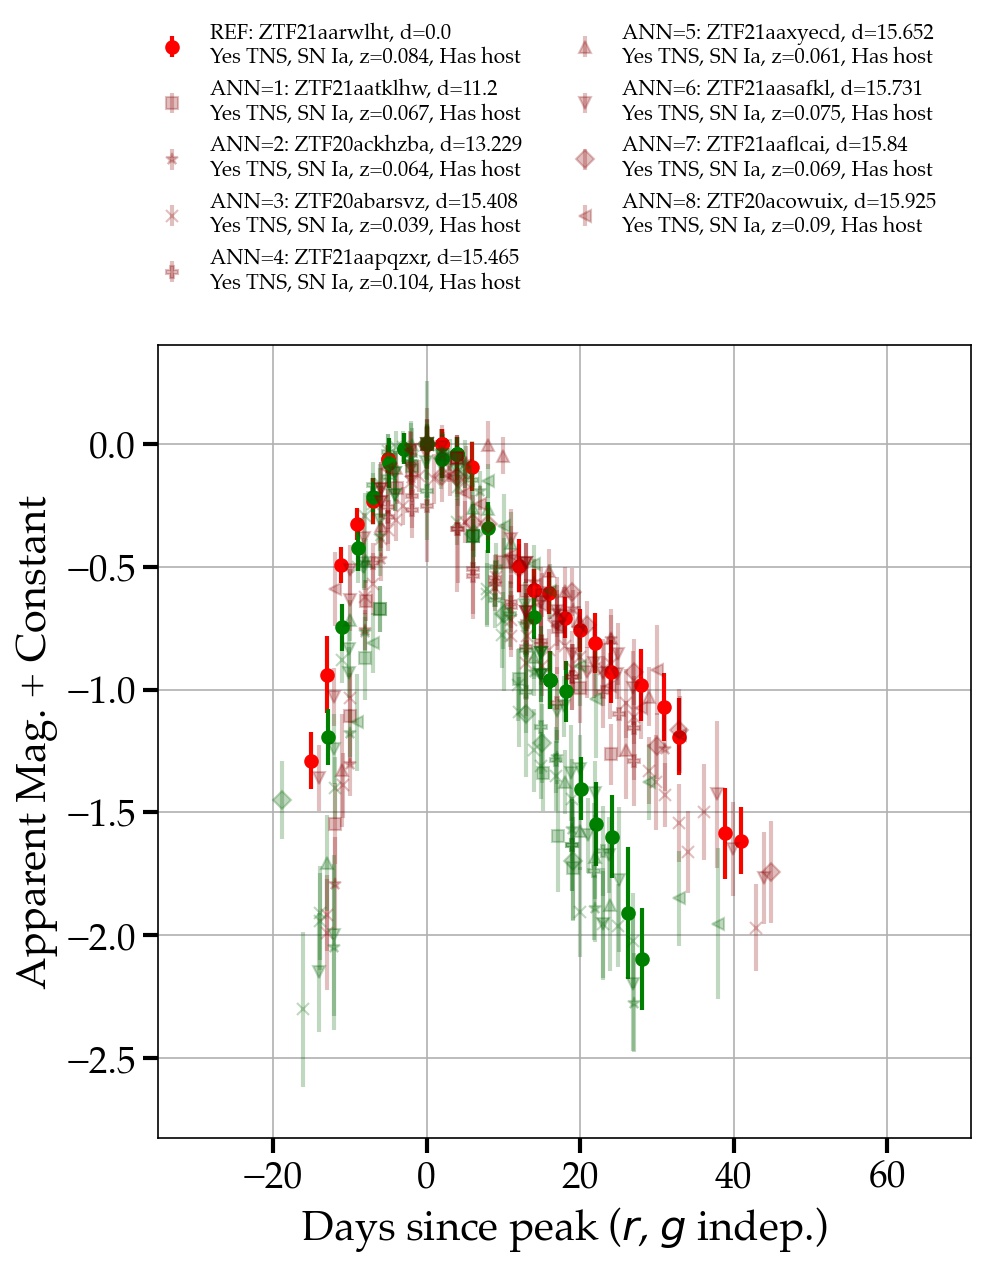 REF: ZTF21aarwlht, d=0.0
Yes TNS, SN Ia, z=0.084, Has host
ANN=1: ZTF21aatklhw, d=11.2
Yes TNS, SN Ia, z=0.067, Has host
ANN=2: ZTF20ackhzba, d=13.229
Yes TNS, SN Ia, z=0.064, Has host
ANN=3: ZTF20abarsvz, d=15.408
Yes TNS, SN Ia, z=0.039, Has host
ANN=4: ZTF21aapqzxr, d=15.465
Yes TNS, SN Ia, z=0.104, Has host
ANN=5: ZTF21aaxyecd, d=15.652
Yes TNS, SN Ia, z=0.061, Has host
ANN=6: ZTF21aasafkl, d=15.731
Yes TNS, SN Ia, z=0.075, Has host
ANN=7: ZTF21aaflcai, d=15.84
Yes TNS, SN Ia, z=0.069, Has host
ANN=8: ZTF20acowuix, d=15.925
Yes TNS, SN Ia, z=0.09, Has host
Apparent Mag. + Constant
0.0
−0.5
−1.0
−1.5
−2.0
−2.5
−20 0 20 40 60
Days since peak (r, g indep.)